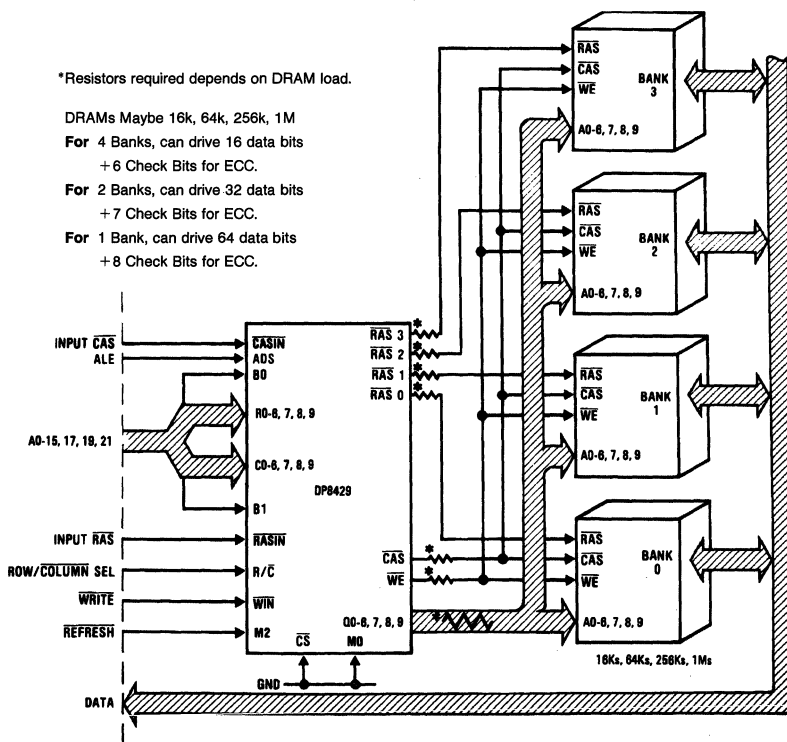 *Resistors required depends on DRAM load.
DRAMs Maybe 16k, 64k, 256k, 1M
For 4 Banks, can drive 16 data bits
+6 Check Bits for ECC.
For 2 Banks, can drive 32 data bits
+7 Check Bits for ECC.
For 1 Bank, can drive 64 data bits
+8 Check Bits for ECC.
RAS
CAS
WE
A0-6, 7, 8, 9
BANK
3
RAS
CAS
WE
A0-6, 7, 8, 9
BANK
2
RAS
CAS
WE
A0-6, 7, 8, 9
BANK
1
RAS
CAS
WE
A0-6, 7, 8, 9
BANK
0
16Ks, 64Ks, 256Ks, 1Ms
INPUT CAS
ALE
A0-15, 17, 19, 21
INPUT RAS
ROW/COLUMN SEL
WRITE
REFRESH
DATA
CASIN
ADS
B0
R0-6, 7, 8, 9
C0-6, 7, 8, 9
DP8429
B1
RASIN
R/C
WIN
M2
CS
M0
GND
RAS 3
*
RAS 2
*
RAS 1
*
RAS 0
*
CAS
*
WE
*
Q0-6, 7, 8, 9
*